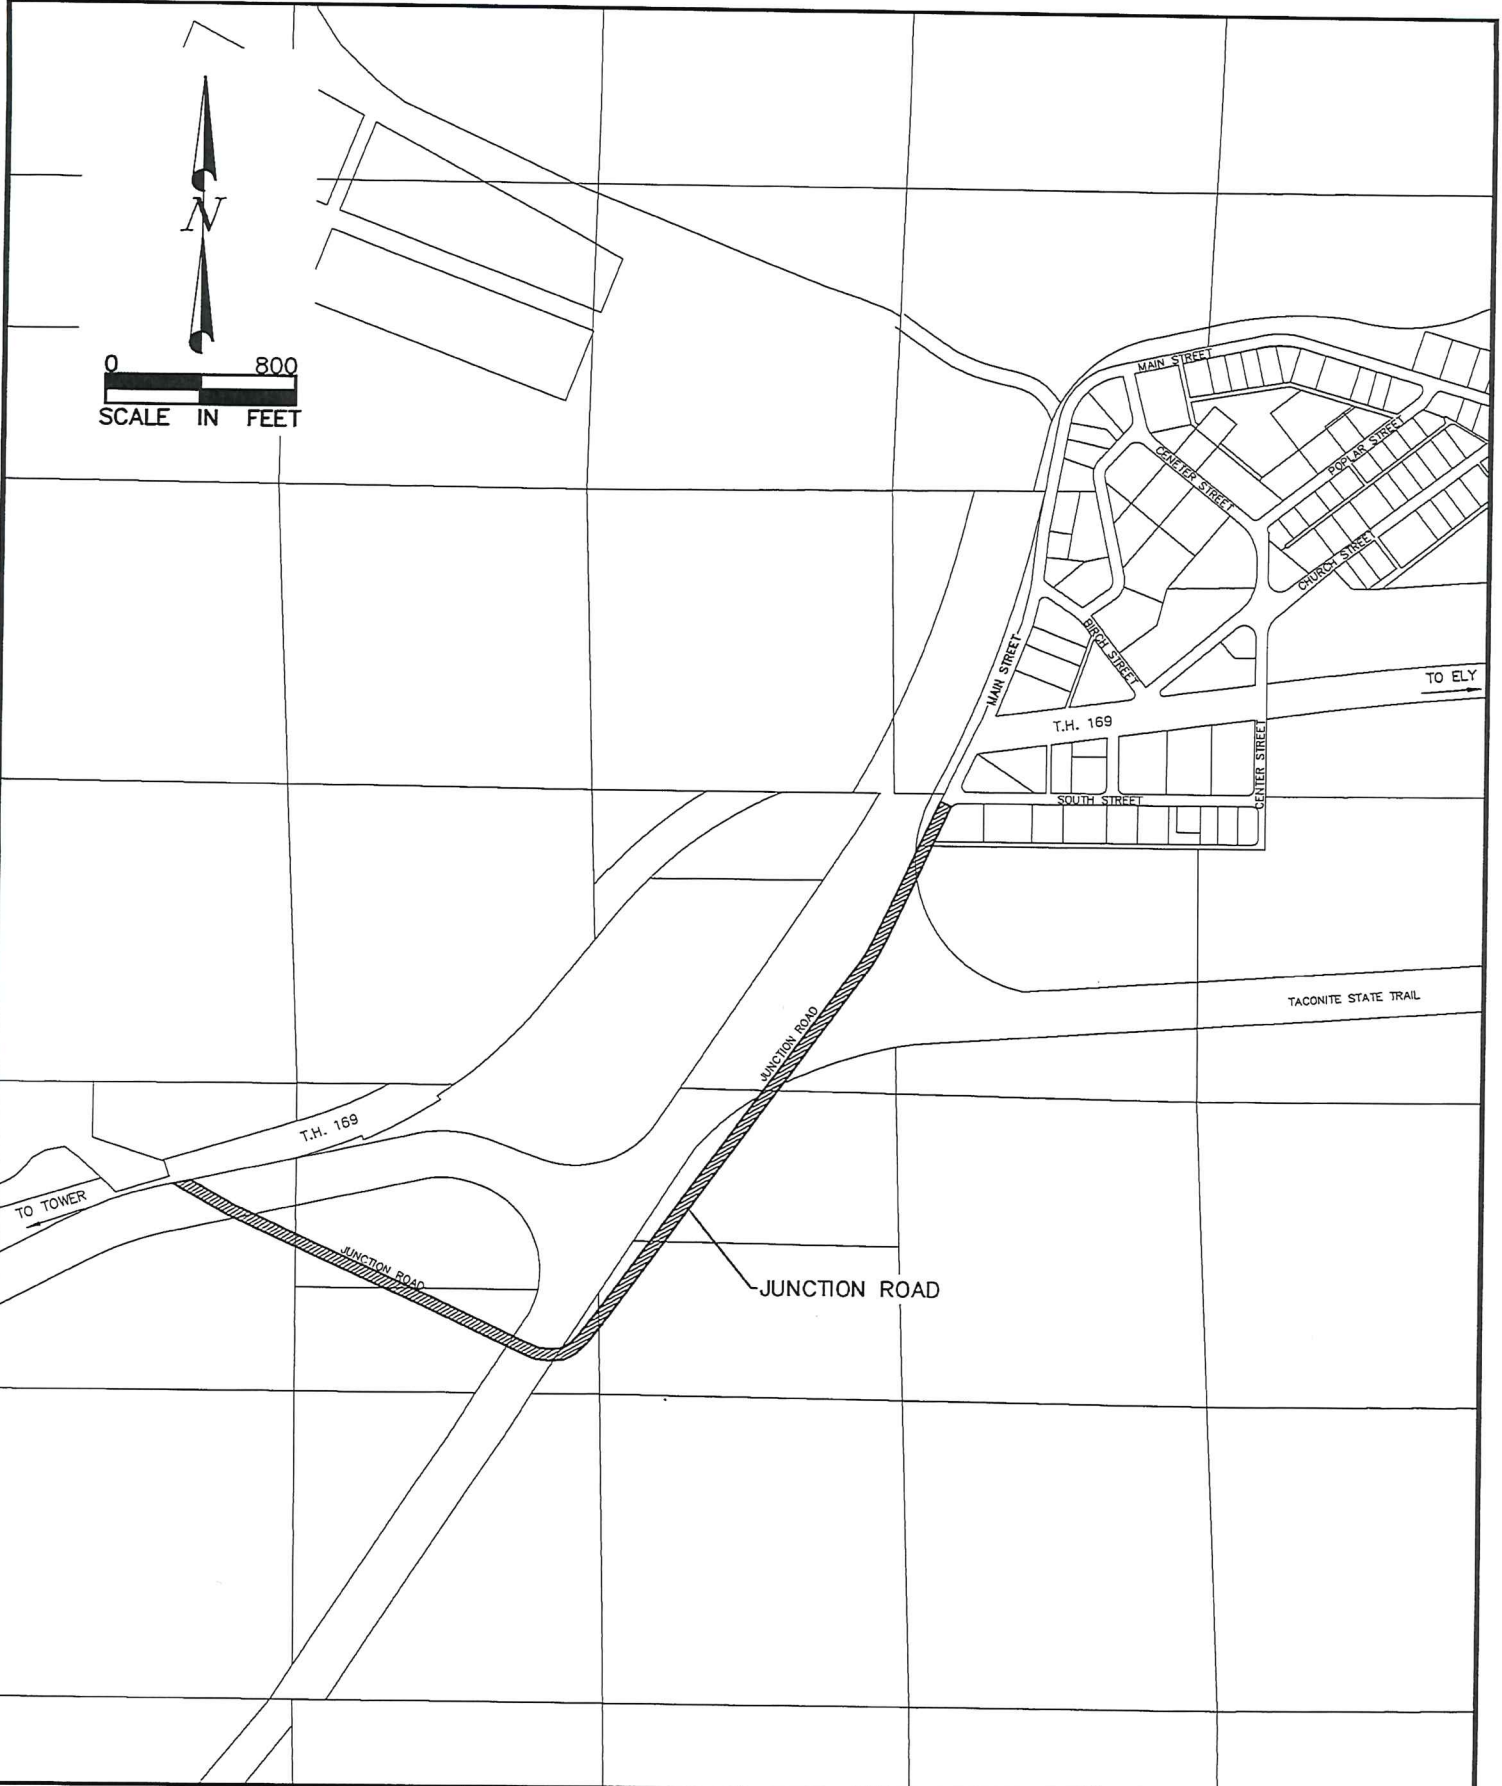 N
0 800
SCALE IN FEET
MAIN STREET
CENETER STREET
POPLAR STREET
CHURCH STREET
BIRCH STREET
MAIN STREET
TO ELY
T.H. 169
CENTER STREET
SOUTH STREET
TACONITE STATE TRAIL
JUNCTION ROAD
T.H. 169
TO TOWER
JUNCTION ROAD
JUNCTION ROAD